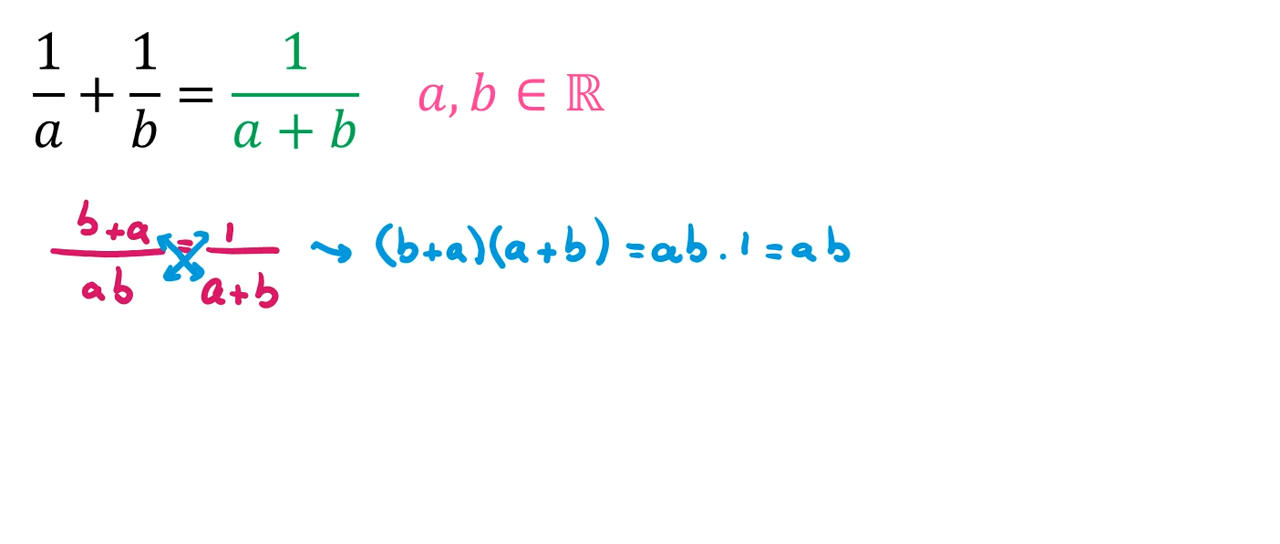 1/a + 1/b = 1/(a + b)   a, b ∈ ℝ
(b+a)/(ab) = 1/(a+b) ⤳ (b+a)(a+b) = ab . 1 = ab